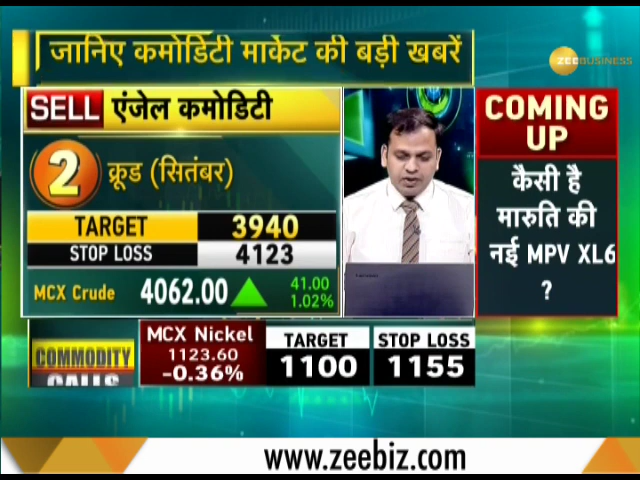 जानिए कमोडिटी मार्केट की बड़ी खबरें
ZEE BUSINESS
SELL एंजेल कमोडिटी
2 क्रूड (सितंबर)
TARGET 3940
STOP LOSS 4123
MCX Crude 4062.00 41.00
1.02%
COMING
UP
कैसी है
मारुति की
नई MPV XL6
?
COMMODITY
CALLS
MCX Nickel
1123.60
-0.36%
TARGET
1100
STOP LOSS
1155
www.zeebiz.com